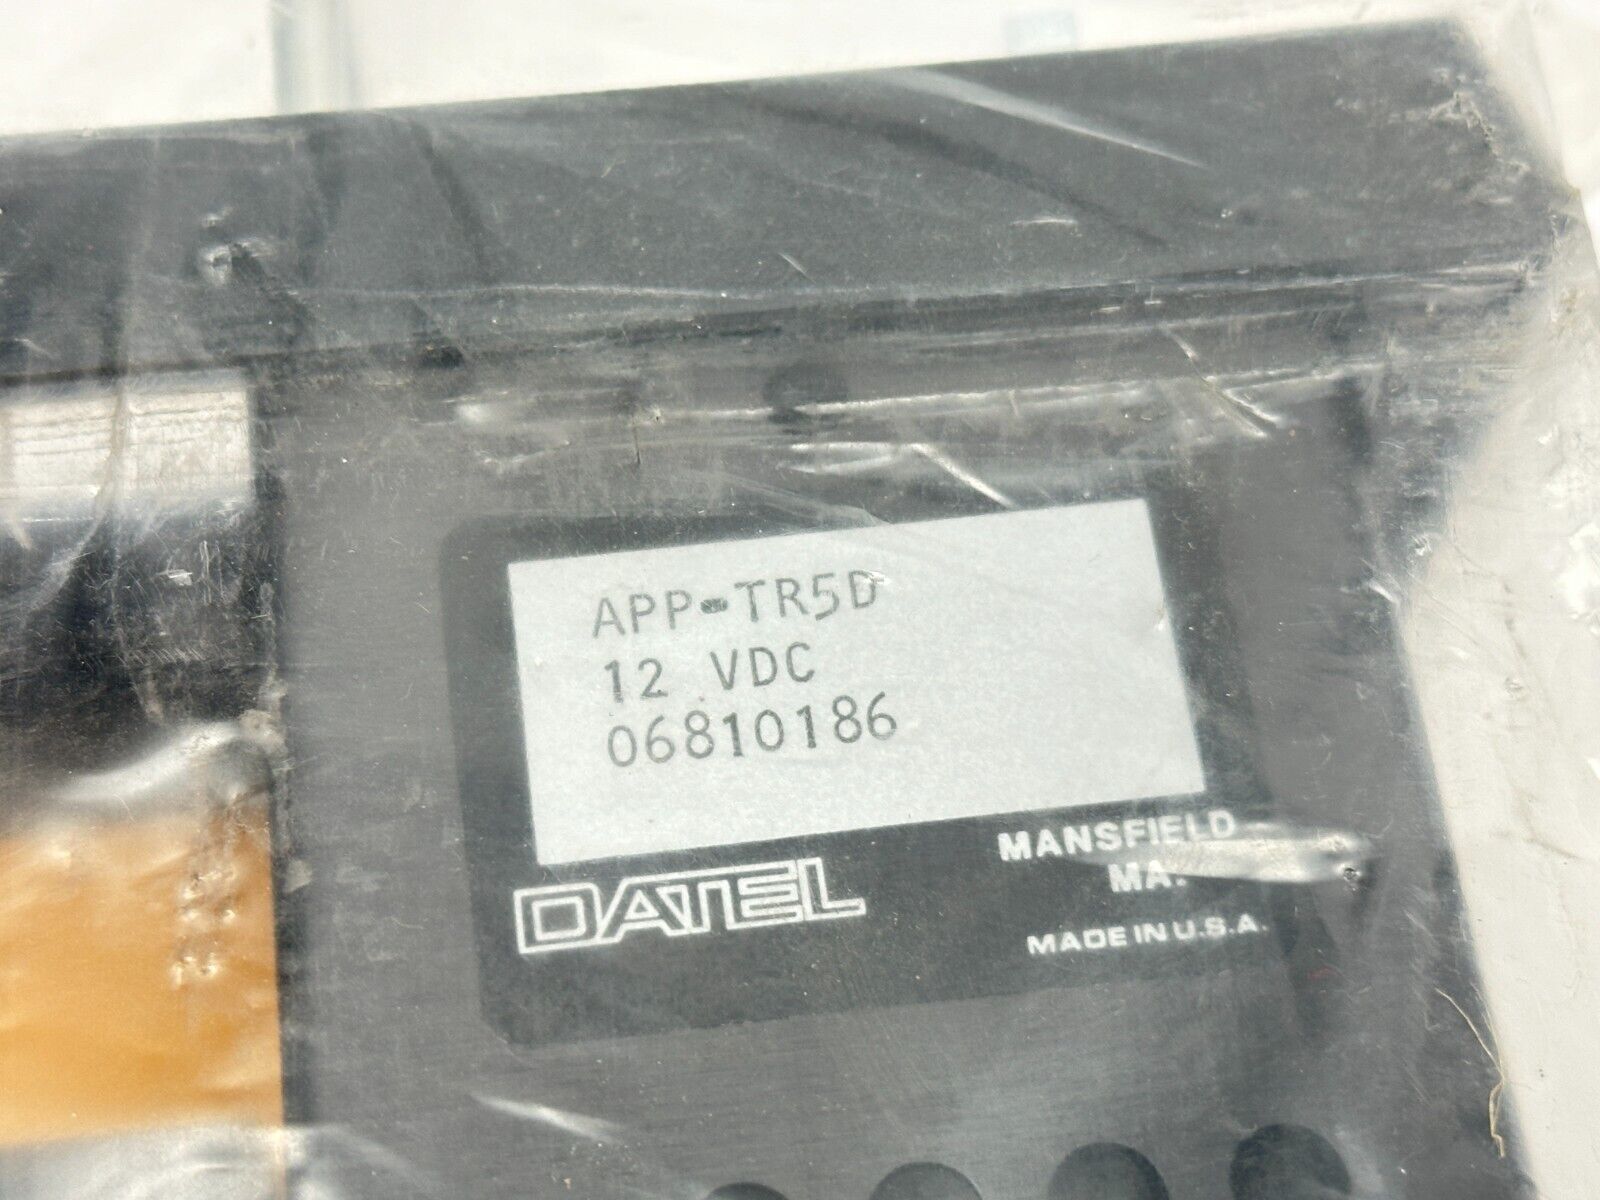 APP-TR5D
12 VDC
06810186
DATEL
MANSFIELD
MA.
MADE IN U.S.A.